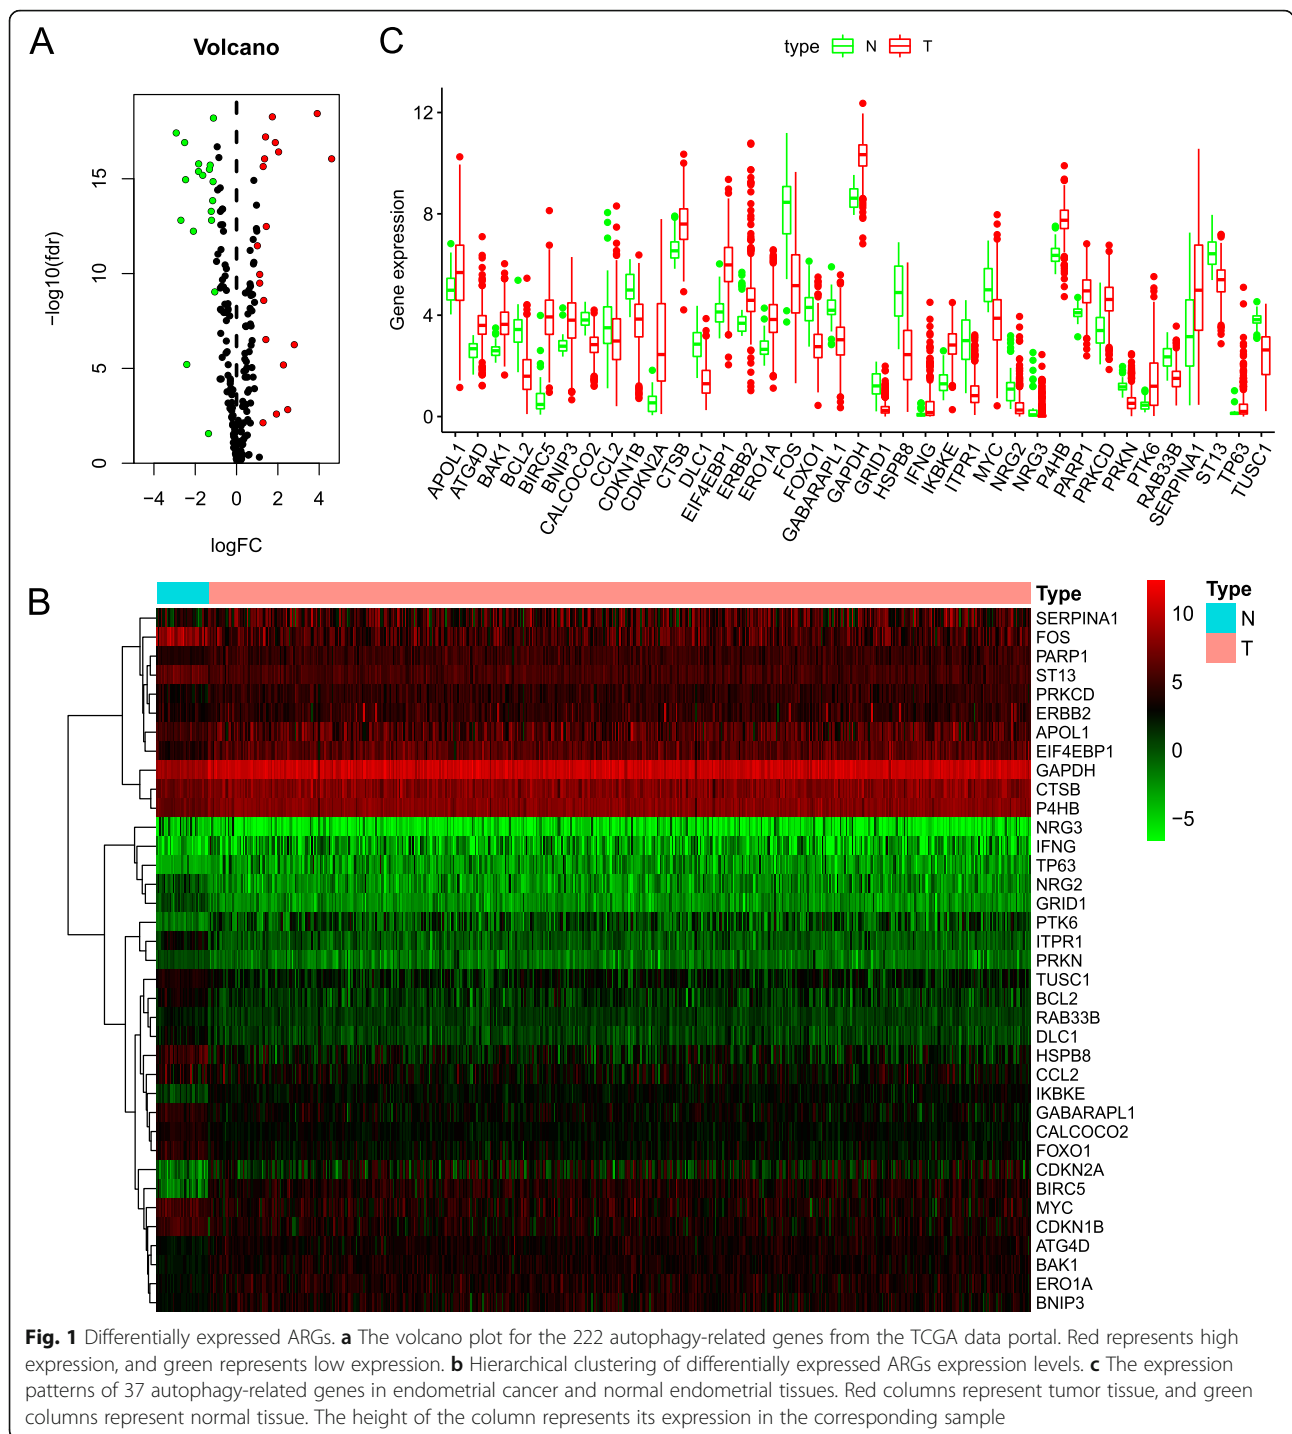 A
Volcano
−log10(fdr)
15
10
5
0
−4
−2
0
2
4
logFC
C
type N T
Gene expression
12
8
4
0
APOL1
ATG4D
BAK1
BCL2
BIRC5
BNIP3
CALCOCO2
CCL2
CDKN1B
CDKN2A
CTSB
DLC1
EIF4EBP1
ERBB2
ERO1A
FOS
FOXO1
GABARAPL1
GAPDH
GRID1
HSPB8
IFNG
IKBKE
ITPR1
MYC
NRG2
NRG3
P4HB
PARP1
PRKCD
PRKN
PTK6
RAB33B
SERPINA1
ST13
TP63
TUSC1
B
Type
SERPINA1
FOS
PARP1
ST13
PRKCD
ERBB2
APOL1
EIF4EBP1
GAPDH
CTSB
P4HB
NRG3
IFNG
TP63
NRG2
GRID1
PTK6
ITPR1
PRKN
TUSC1
BCL2
RAB33B
DLC1
HSPB8
CCL2
IKBKE
GABARAPL1
CALCOCO2
FOXO1
CDKN2A
BIRC5
MYC
CDKN1B
ATG4D
BAK1
ERO1A
BNIP3
10
5
0
−5
Type
N
T
Fig. 1 Differentially expressed ARGs. a The volcano plot for the 222 autophagy-related genes from the TCGA data portal. Red represents high
expression, and green represents low expression. b Hierarchical clustering of differentially expressed ARGs expression levels. c The expression
patterns of 37 autophagy-related genes in endometrial cancer and normal endometrial tissues. Red columns represent tumor tissue, and green
columns represent normal tissue. The height of the column represents its expression in the corresponding sample